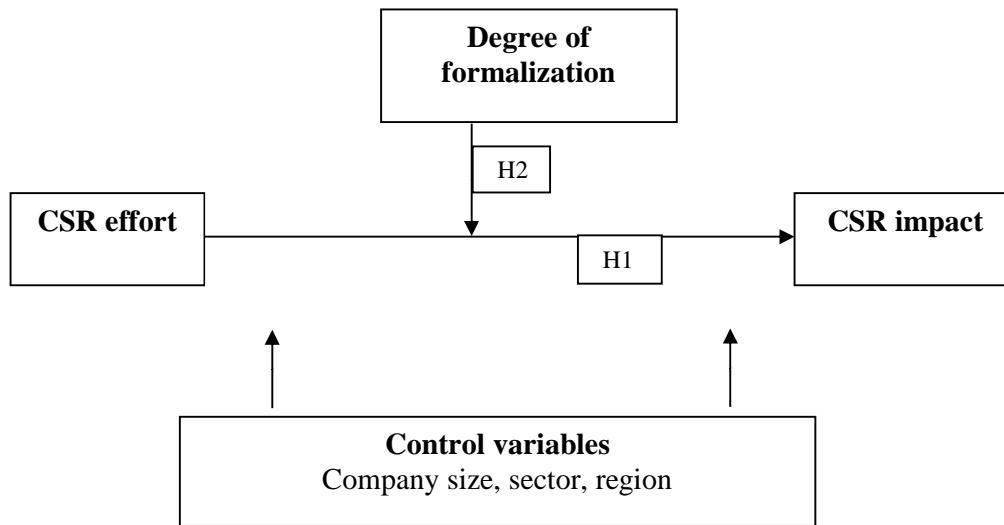 Degree of
formalization
H2
CSR effort
CSR impact
H1
Control variables
Company size, sector, region